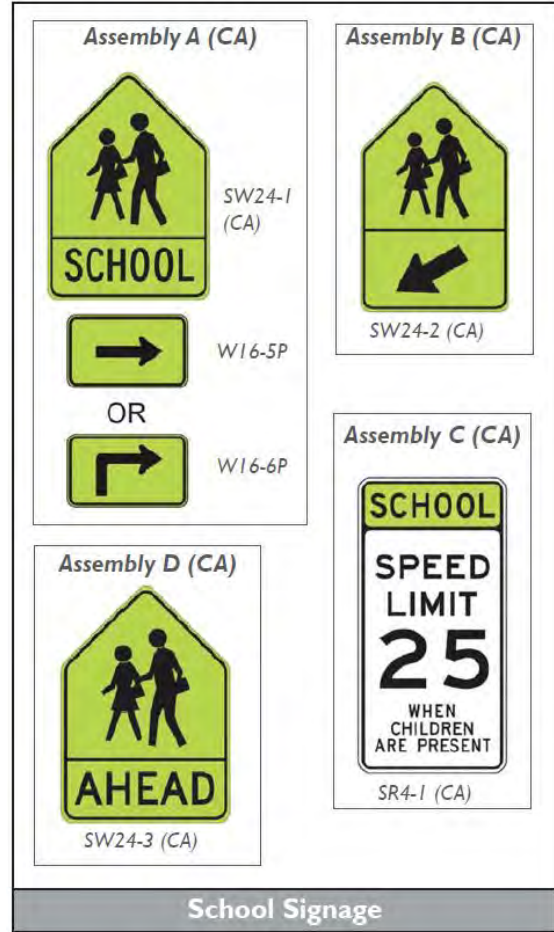 Assembly A (CA)
SCHOOL
SW24-1
(CA)
W16-5P
OR
W16-6P
Assembly B (CA)
SW24-2 (CA)
Assembly C (CA)
SCHOOL
SPEED
LIMIT
25
WHEN
CHILDREN
ARE PRESENT
SR4-1 (CA)
Assembly D (CA)
AHEAD
SW24-3 (CA)
School Signage